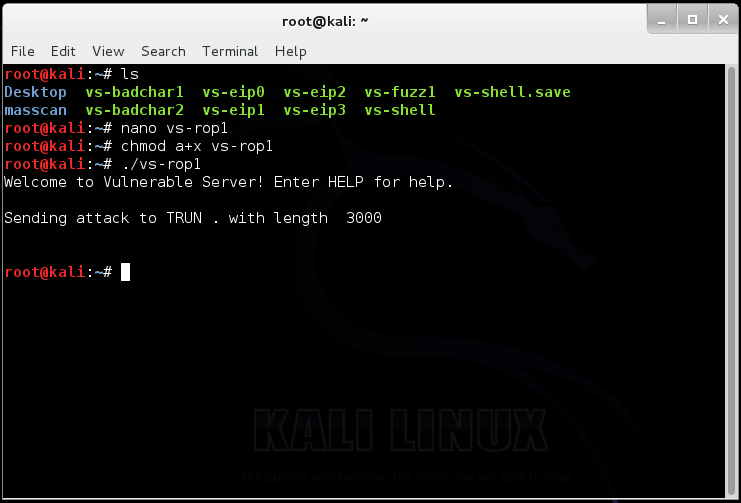 root@kali: ~
File Edit View Search Terminal Help
root@kali:~# ls
Desktop vs-badchar1 vs-eip0 vs-eip2 vs-fuzz1 vs-shell.save
masscan vs-badchar2 vs-eip1 vs-eip3 vs-shell
root@kali:~# nano vs-rop1
root@kali:~# chmod a+x vs-rop1
root@kali:~# ./vs-rop1
Welcome to Vulnerable Server! Enter HELP for help.
Sending attack to TRUN . with length 3000
root@kali:~#
KALI LINUX
The quieter you become, the more you are able to hear